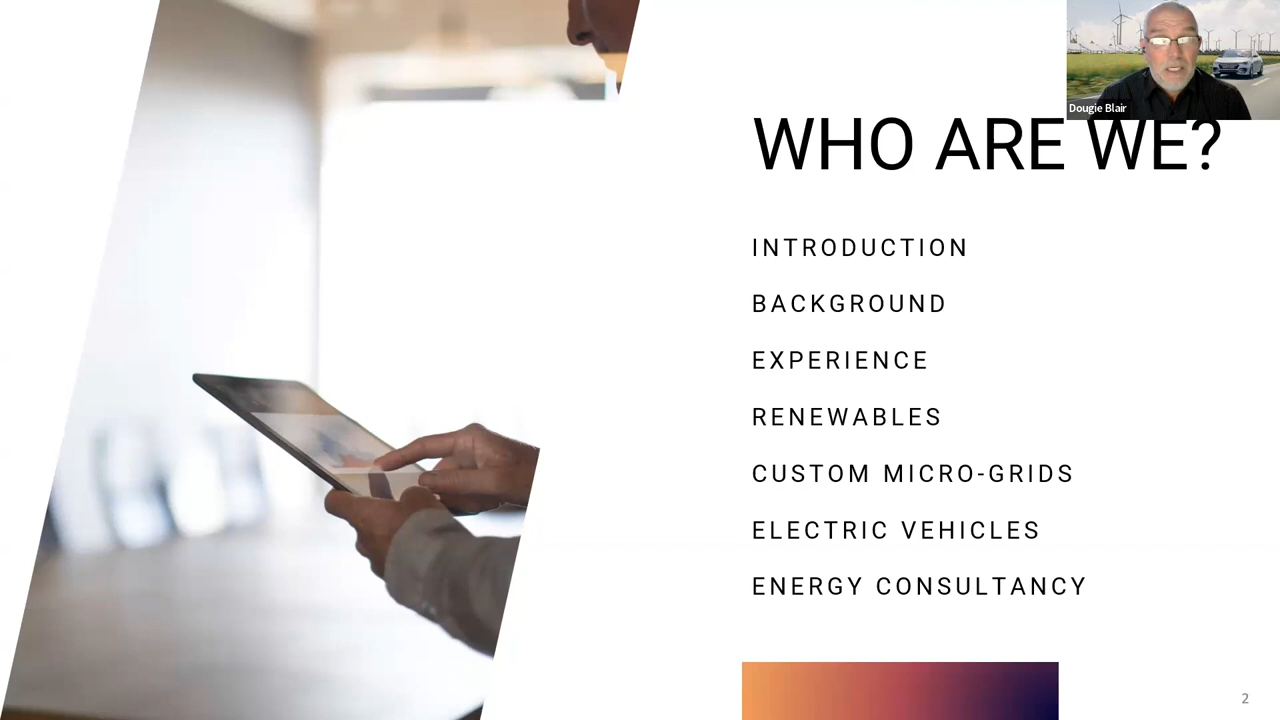 Dougie Blair
WHO ARE WE?
INTRODUCTION
BACKGROUND
EXPERIENCE
RENEWABLES
CUSTOM MICRO-GRIDS
ELECTRIC VEHICLES
ENERGY CONSULTANCY
2